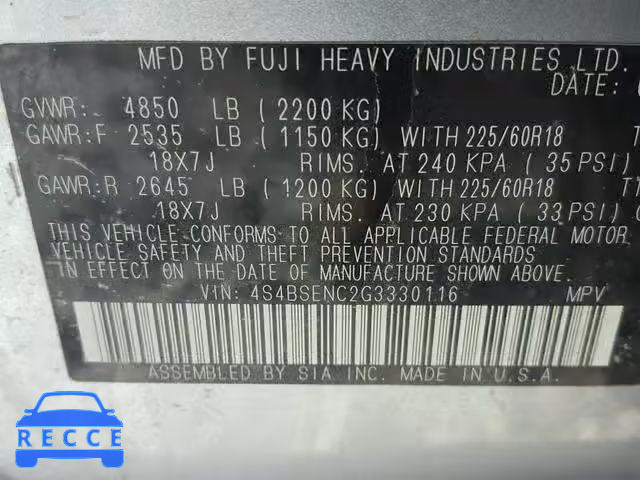 MFD BY FUJI HEAVY INDUSTRIES LTD.
DATE:
GVWR: 4850 LB (2200 KG)
GAWR:F 2535 LB (1150 KG) WITH 225/60R18
18X7J RIMS. AT 240 KPA (35 PSI)
GAWR:R 2645 LB (1200 KG) WITH 225/60R18
18X7J RIMS. AT 230 KPA (33 PSI)
THIS VEHICLE CONFORMS TO ALL APPLICABLE FEDERAL MOTOR
VEHICLE SAFETY AND THEFT PREVENTION STANDARDS
IN EFFECT ON THE DATE OF MANUFACTURE SHOWN ABOVE.
VIN: 4S4BSENC2G3330116 MPV
ASSEMBLED BY SIA INC. MADE IN U.S.A.
RECCE